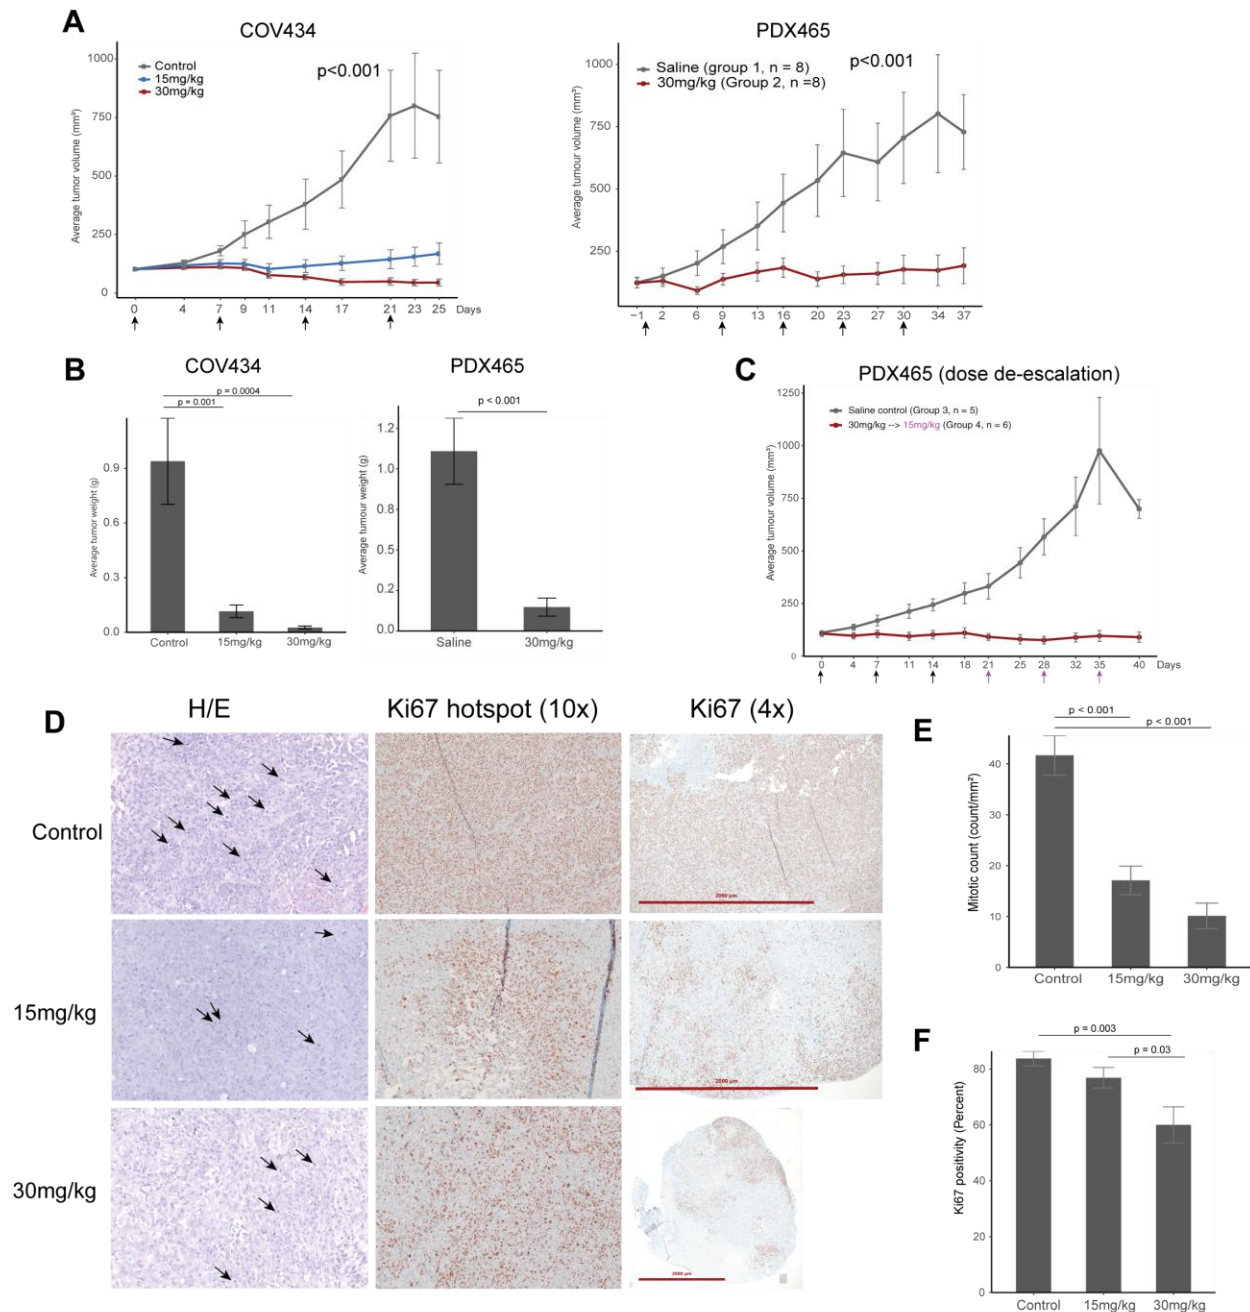 A
COV434
Average tumor volume (mm³)
1000
750
500
250
0
Control
15mg/kg
30mg/kg
p<0.001
0 4 7 9 11 14 17 21 23 25 Days
PDX465
Average tumour volume (mm³)
1000
750
500
250
Saline (group 1, n = 8)
30mg/kg (Group 2, n =8)
p<0.001
−1 2 6 9 13 16 20 23 27 30 34 37
B
COV434
p = 0.0004
p = 0.001
Average tumor weight (g)
0.9
0.6
0.3
0.0
Control 15mg/kg 30mg/kg
PDX465
p < 0.001
Average tumour weight (g)
1.2
1.0
1.2
0.5
0.2
0.0
Saline 30mg/kg
C
PDX465 (dose de-escalation)
Average tumour volume (mm³)
1250
1000
750
500
250
0
Saline control (Group 3, n = 5)
30mg/kg --> 15mg/kg (Group 4, n = 6)
0 4 7 11 14 18 21 25 28 32 35 40 Days
D
H/E Ki67 hotspot (10x) Ki67 (4x)
Control
2000 µm
15mg/kg
2000 µm
30mg/kg
2000 µm
E
p < 0.001
p < 0.001
Mitotic count (count/mm²)
40
30
20
10
0
Control 15mg/kg 30mg/kg
F
p = 0.003
p = 0.03
Ki67 positivity (Percent)
80
60
40
20
0
Control 15mg/kg 30mg/kg